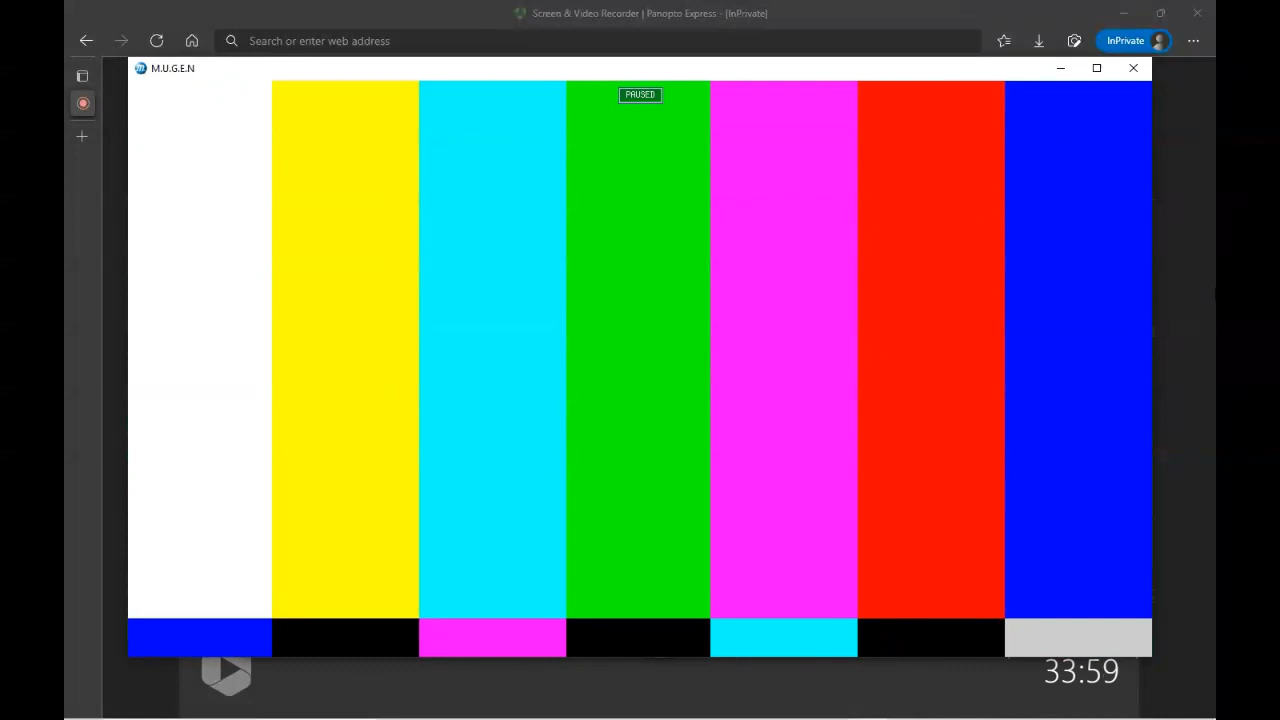 Screen & Video Recorder | Panopto Express - [InPrivate]
Search or enter web address
InPrivate
M.U.G.E.N
PAUSED
33:59